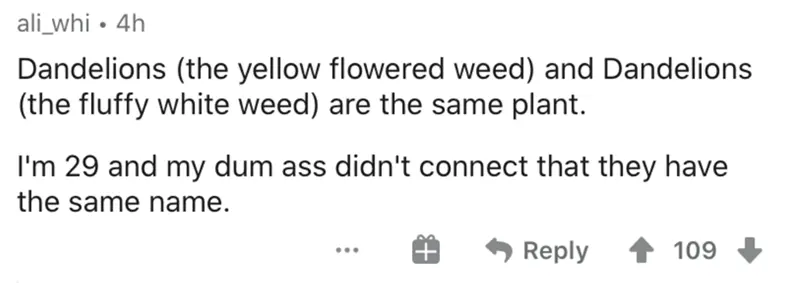 ali_whi • 4h
Dandelions (the yellow flowered weed) and Dandelions
(the fluffy white weed) are the same plant.
I'm 29 and my dum ass didn't connect that they have
the same name.
... Reply 109